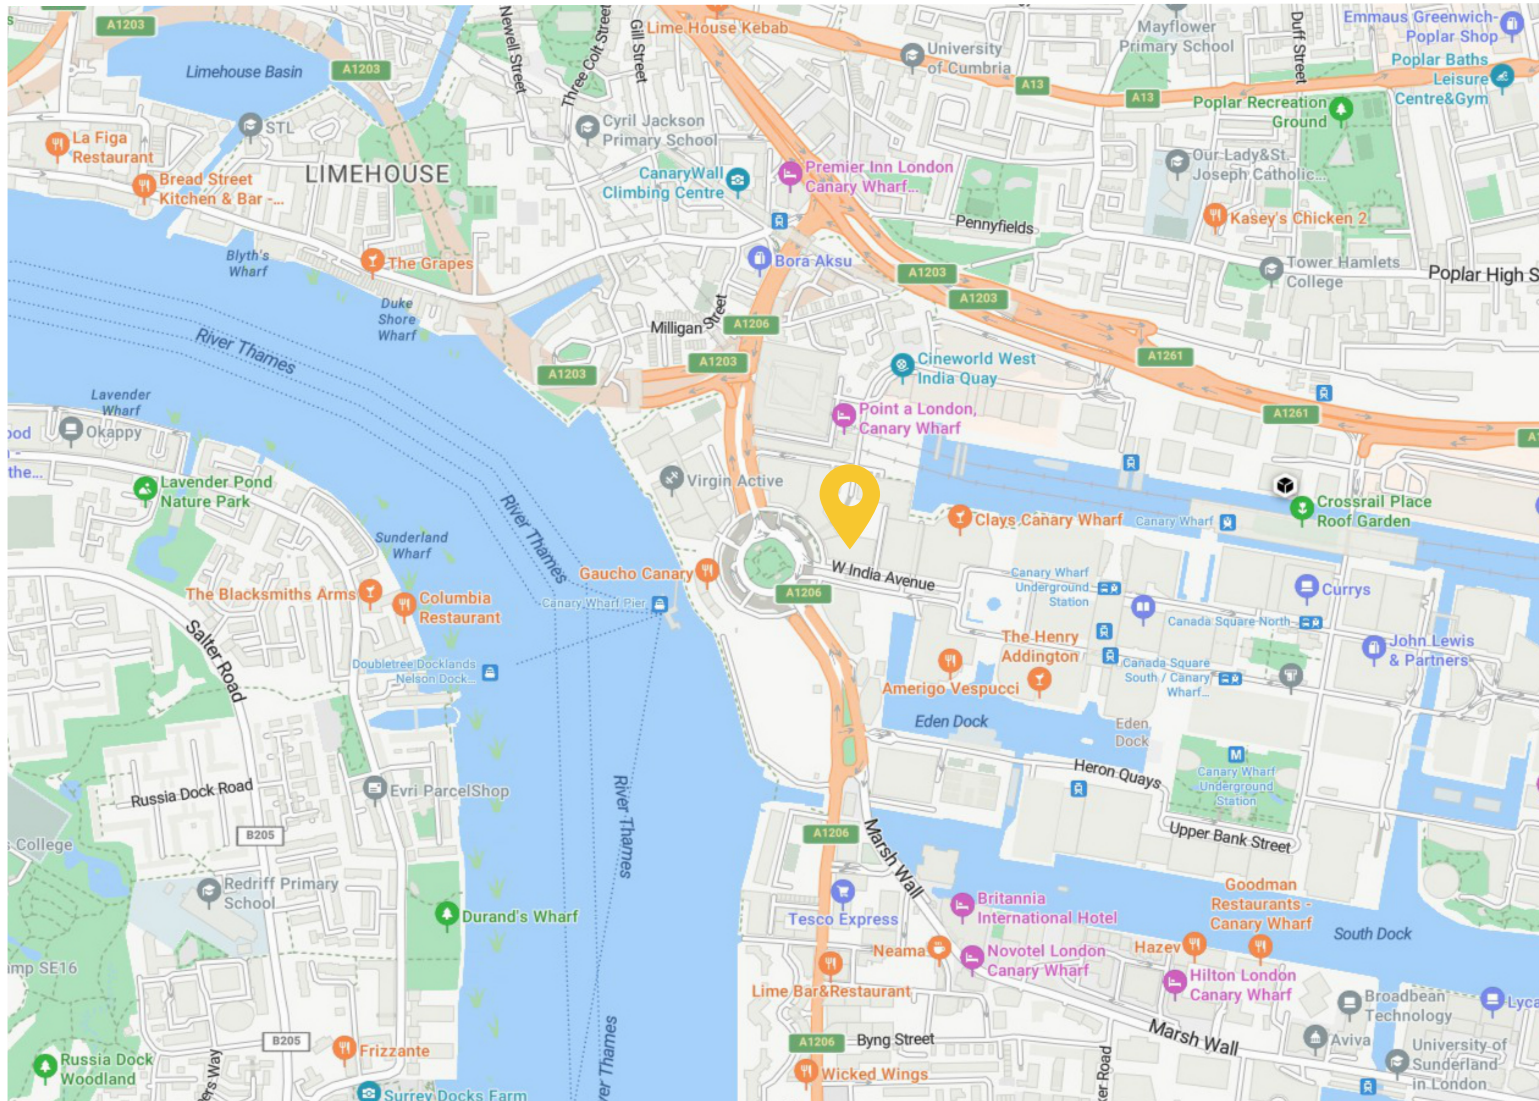 A1203
Newell Street
Gill Street
Three Colt Street
Lime House Kebab
University
of Cumbria
Mayflower
Primary School
Duff Street
Emmaus Greenwich-
Poplar Shop
Limehouse Basin
A1203
A13
A13
Poplar Baths
Leisure
Centre&Gym
Poplar Recreation
Ground
STL
La Figa
Restaurant
Cyril Jackson
Primary School
LIMEHOUSE
Bread Street
Kitchen & Bar -...
CanaryWall
Climbing Centre
Premier Inn London
Canary Wharf...
Our Lady&St.
Joseph Catholic...
Pennyfields
Kasey's Chicken 2
Blyth's
Wharf
The Grapes
Bora Aksu
A1203
Tower Hamlets
College
Poplar High S
Duke
Shore
Wharf
A1203
Milligan Street
A1206
River Thames
A1203
A1203
Cineworld West
India Quay
A1261
Lavender
Wharf
Okappy
ood
-
the...
Point a London,
Canary Wharf
A1261
A1
Lavender Pond
Nature Park
Virgin Active
River Thames
Crossrail Place
Roof Garden
Clays Canary Wharf
Canary Wharf
Sunderland
Wharf
Gaucho Canary
W India Avenue
Canary Wharf
Underground
Station
Currys
The Blacksmiths Arms
Columbia
Restaurant
Canary Wharf Pier
A1206
Canada Square North
Salter Road
The Henry
Addington
John Lewis
& Partners
Doubletree Docklands
Nelson Dock...
Canada Square
South / Canary
Wharf...
Amerigo Vespucci
Eden Dock
Eden
Dock
M
Canary Wharf
Underground
Station
Heron Quays
Russia Dock Road
Evri ParcelShop
River Thames
B205
A1206
Marsh Wall
Upper Bank Street
s College
Redriff Primary
School
Durand's Wharf
Tesco Express
Britannia
International Hotel
Goodman
Restaurants -
Canary Wharf
South Dock
Neama
Novotel London
Canary Wharf
Hazev
amp SE16
Lime Bar&Restaurant
Hilton London
Canary Wharf
Broadbean
Technology
Lyca
B205
Frizzante
A1206
Byng Street
Marsh Wall
Aviva
University of
Sunderland
in London
Russia Dock
Woodland
ers Way
Surrey Docks Farm
ver Thames
Wicked Wings
ker Road